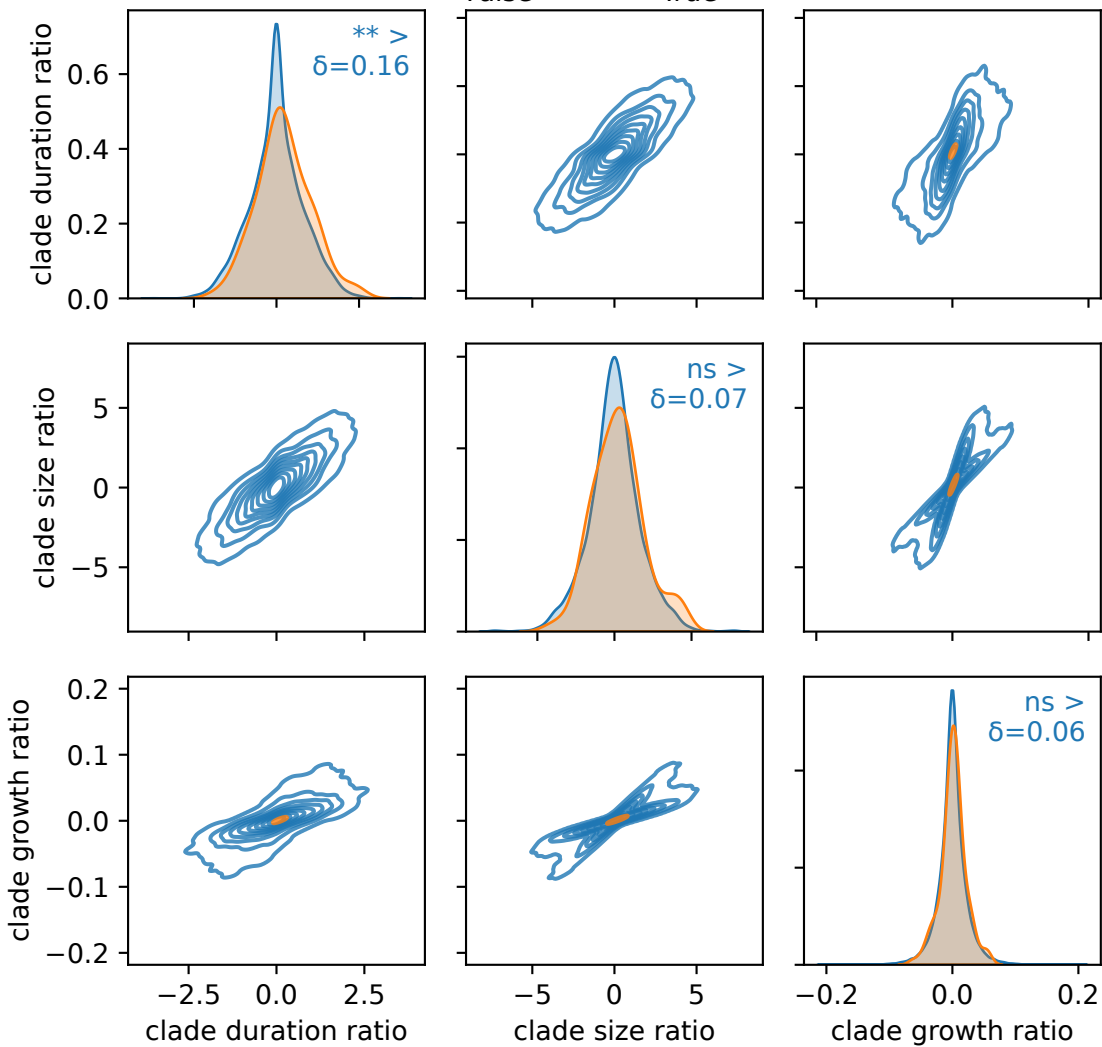 clade duration ratio
0.6
0.4
0.2
0.0
** >
δ=0.16
clade size ratio
5
0
−5
ns >
δ=0.07
clade growth ratio
0.2
0.1
0.0
−0.1
−0.2
ns >
δ=0.06
−2.5 0.0 2.5
clade duration ratio
−5 0 5
clade size ratio
−0.2 0.0 0.2
clade growth ratio